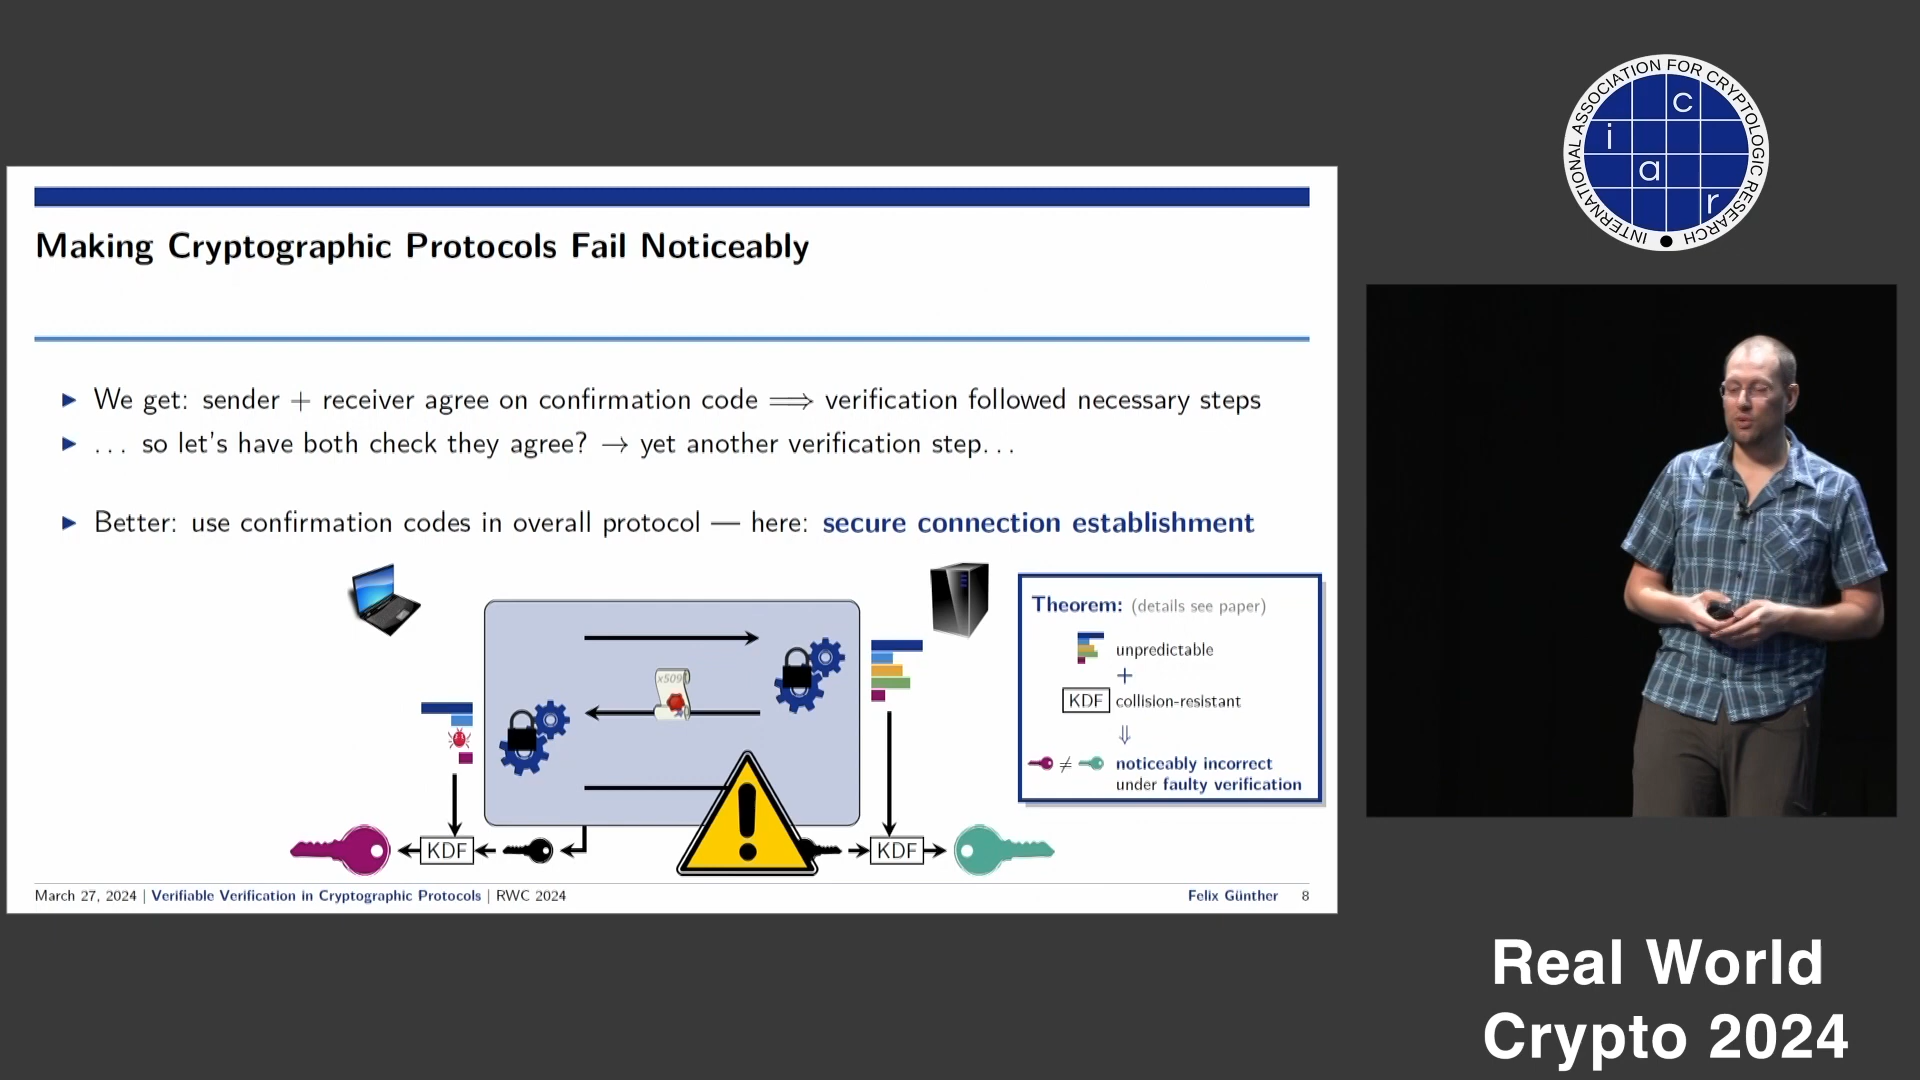 INTERNATIONAL ASSOCIATION FOR CRYPTOLOGIC RESEARCH
c
i
a
r
Making Cryptographic Protocols Fail Noticeably
▶ We get: sender + receiver agree on confirmation code ⟹ verification followed necessary steps
▶ . . . so let's have both check they agree? → yet another verification step. . .
▶ Better: use confirmation codes in overall protocol — here: secure connection establishment
Theorem: (details see paper)
unpredictable
+
KDF collision-resistant
⇓
≠ noticeably incorrect
under faulty verification
x509
!
KDF
KDF
March 27, 2024 | Verifiable Verification in Cryptographic Protocols | RWC 2024
Felix Günther 8
Real World
Crypto 2024